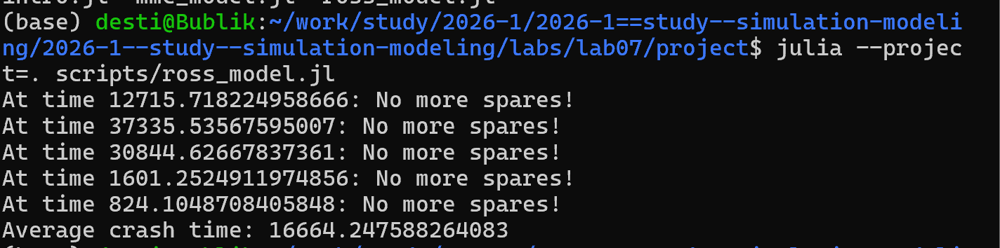 intro.jl  mmc_model.jl  ross_model.jl
(base) desti@Bublik:~/work/study/2026-1/2026-1==study--simulation-modeli
ng/2026-1--study--simulation-modeling/labs/lab07/project$ julia --projec
t=. scripts/ross_model.jl
At time 12715.718224958666: No more spares!
At time 37335.53567595007: No more spares!
At time 30844.62667837361: No more spares!
At time 1601.2524911974856: No more spares!
At time 824.1048708405848: No more spares!
Average crash time: 16664.247588264083